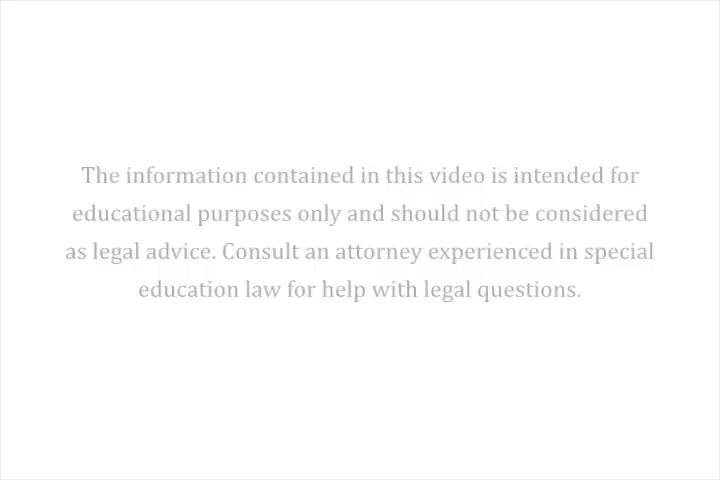 The information contained in this video is intended for
educational purposes only and should not be considered
as legal advice. Consult an attorney experienced in special
education law for help with legal questions.